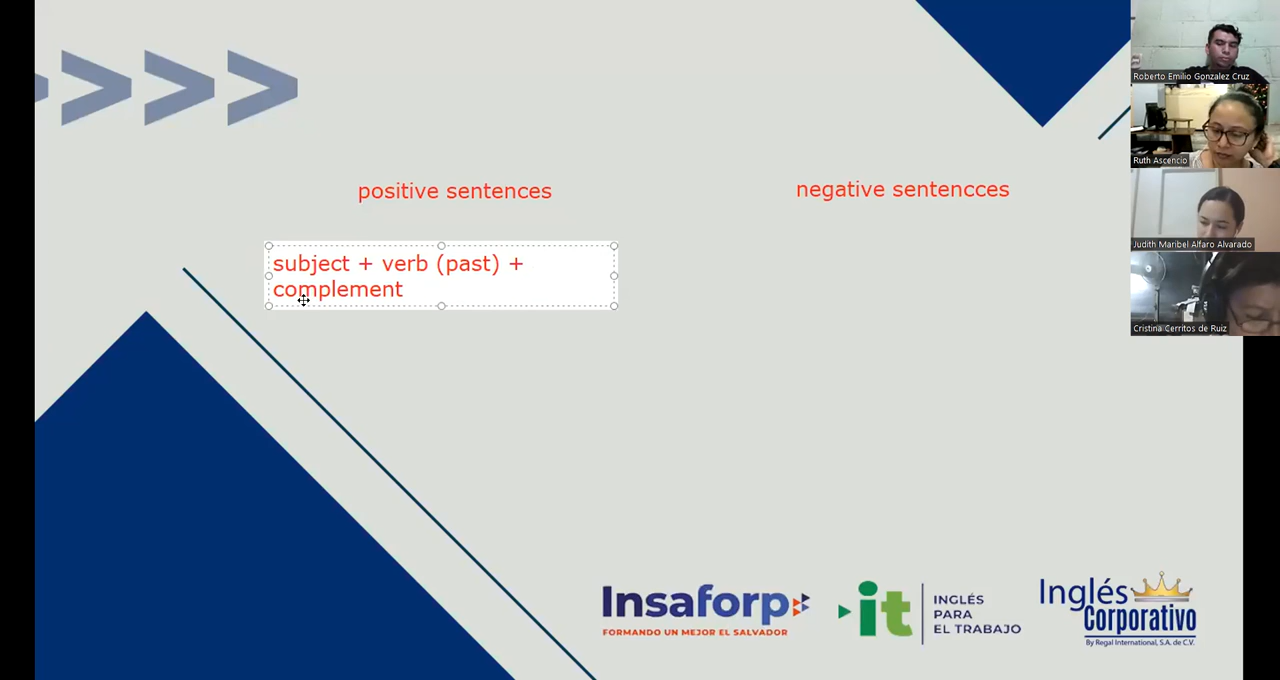 positive sentences
negative sentencces
subject + verb (past) +
complement
Roberto Emilio Gonzalez Cruz
Ruth Ascencio
Judith Maribel Alfaro Alvarado
Cristina Cerritos de Ruiz
Insaforp
FORMANDO UN MEJOR EL SALVADOR
it
INGLÉS
PARA
EL TRABAJO
Inglés
Corporativo
By Regal International, S.A. de C.V.